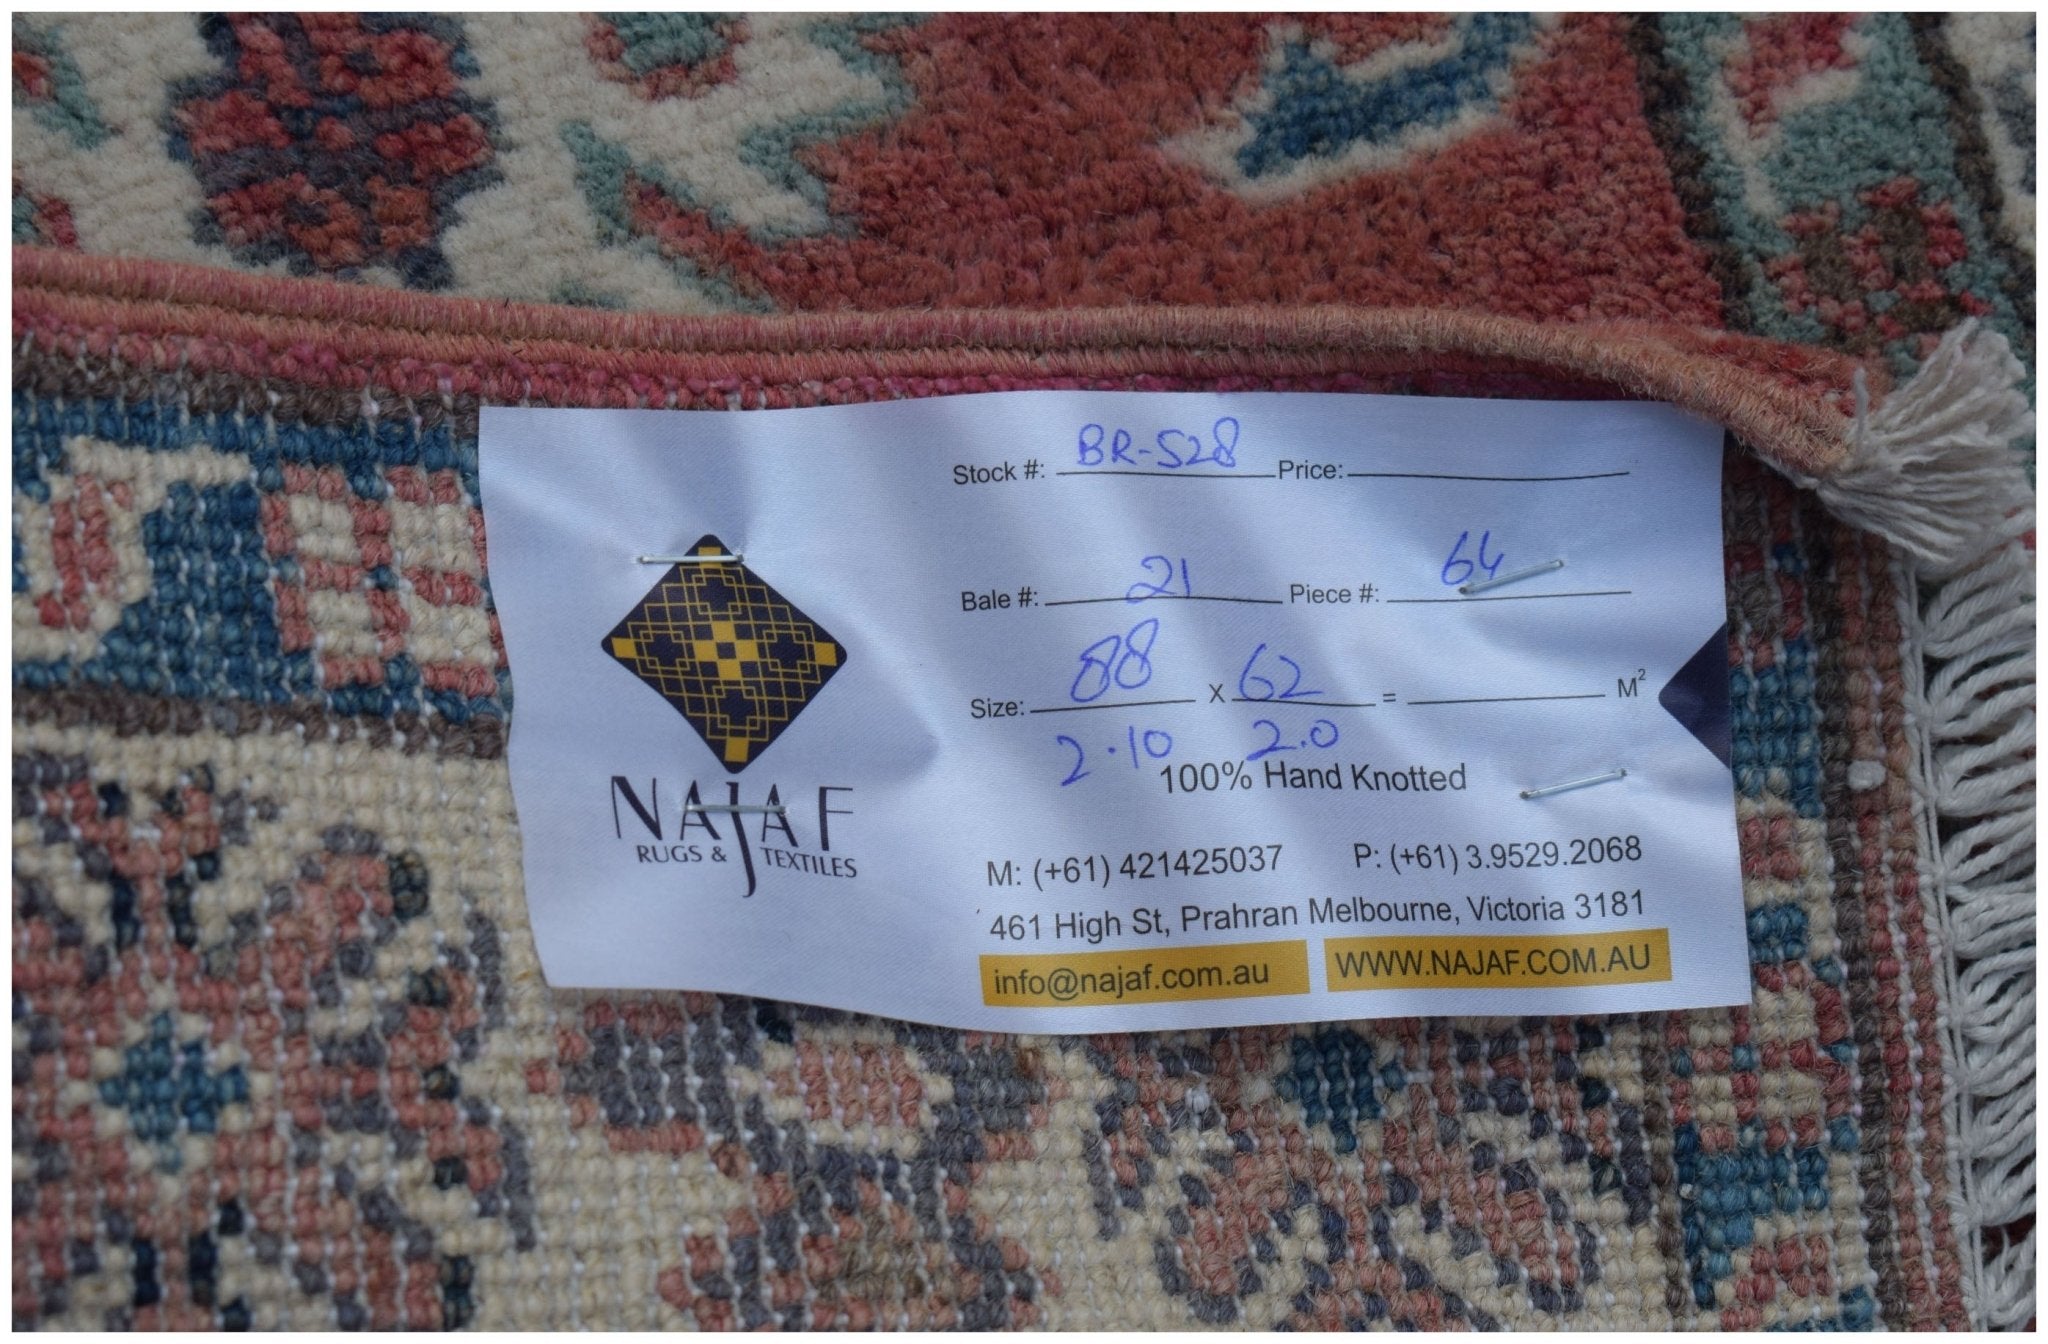 NAJAF
RUGS & TEXTILES
Stock #: BR-528 Price:
Bale #: 21 Piece #: 64
Size: 88 X 62 = M²
2.10 2.0
100% Hand Knotted
M: (+61) 421425037 P: (+61) 3.9529.2068
461 High St, Prahran Melbourne, Victoria 3181
info@najaf.com.au WWW.NAJAF.COM.AU